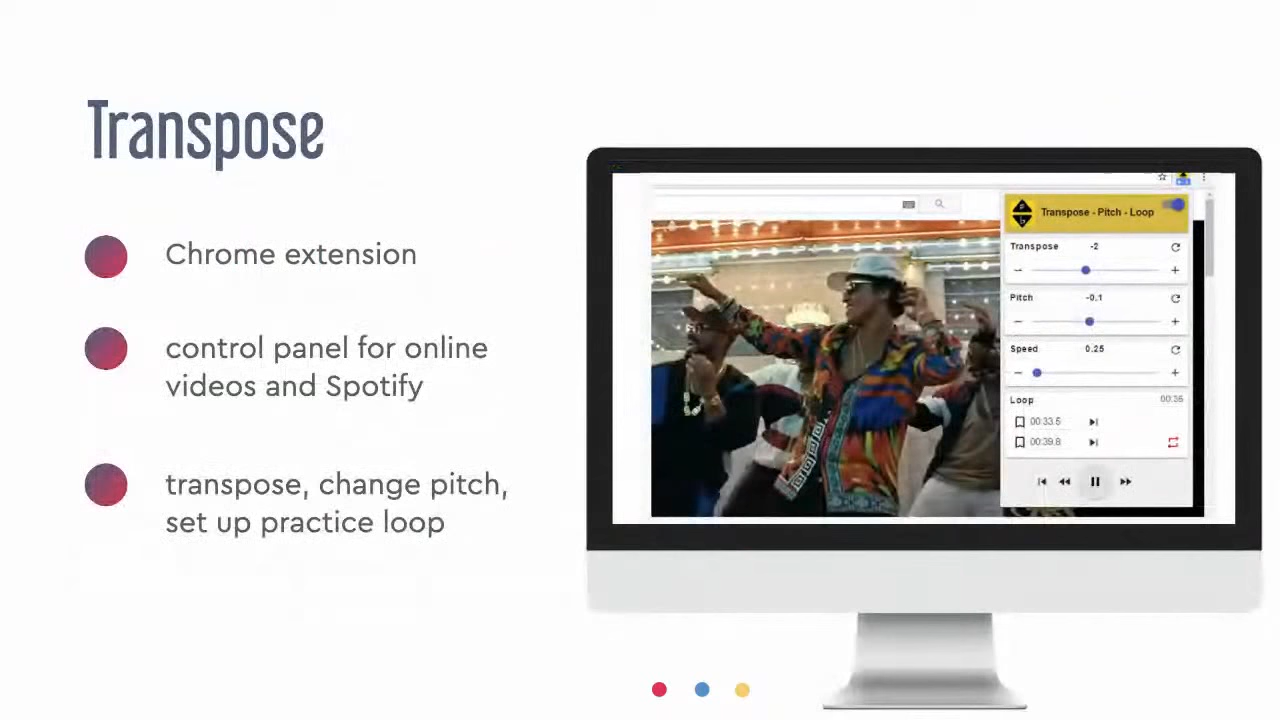 Transpose
Chrome extension
control panel for online
videos and Spotify
transpose, change pitch,
set up practice loop
Transpose - Pitch - Loop
Transpose -2
Pitch -0.1
Speed 0.25
Loop 00:36
00:33.5
00:39.8